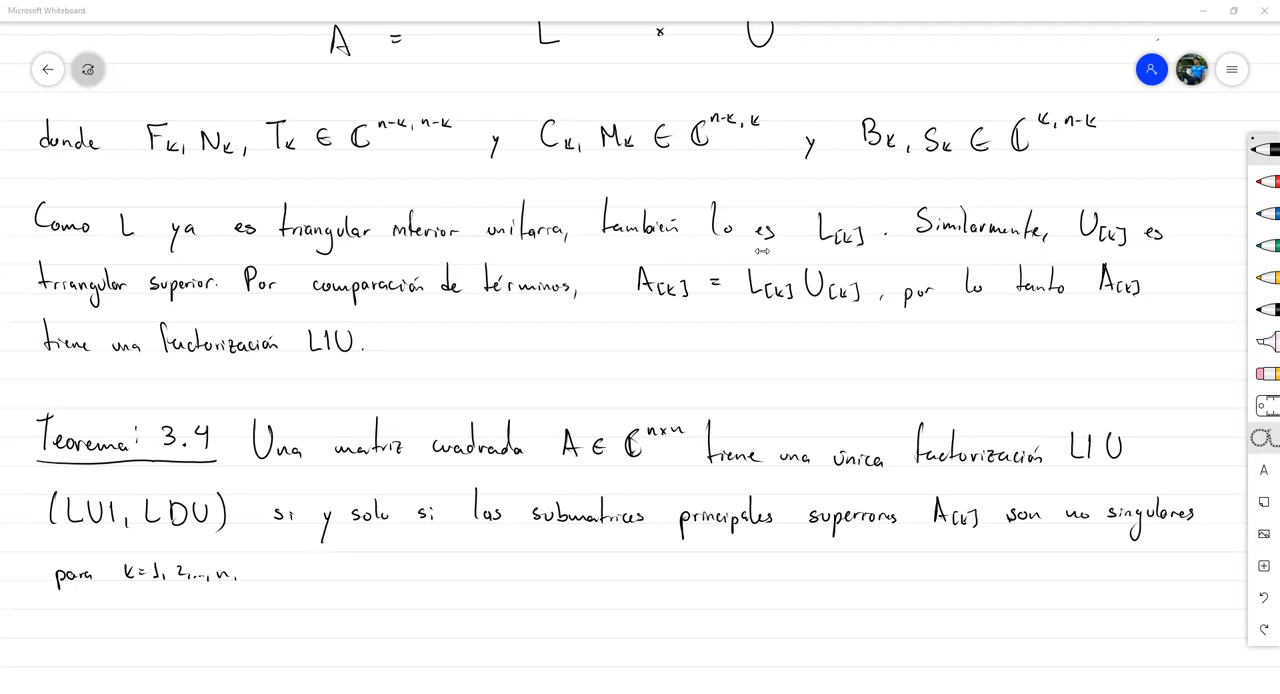 Microsoft Whiteboard
A = L * U
donde F_k, N_k, T_k ∈ ℂ^{n-k, n-k} y C_k, M_k ∈ ℂ^{n-k, k} y B_k, S_k ∈ ℂ^{k, n-k}
Como L ya es triangular inferior unitaria, también lo es L_{[k]}. Similarmente, U_{[k]} es
triangular superior. Por comparación de términos, A_{[k]} = L_{[k]} U_{[k]}, por lo tanto A_{[k]}
tiene una factorización L1U.
Teorema: 3.4 Una matriz cuadrada A ∈ ℂ^{n×n} tiene una única factorización L1U
(LU1, LDU) si y solo si las submatrices principales superiores A_{[k]} son no singulares
para k=1, 2,..., n.
A